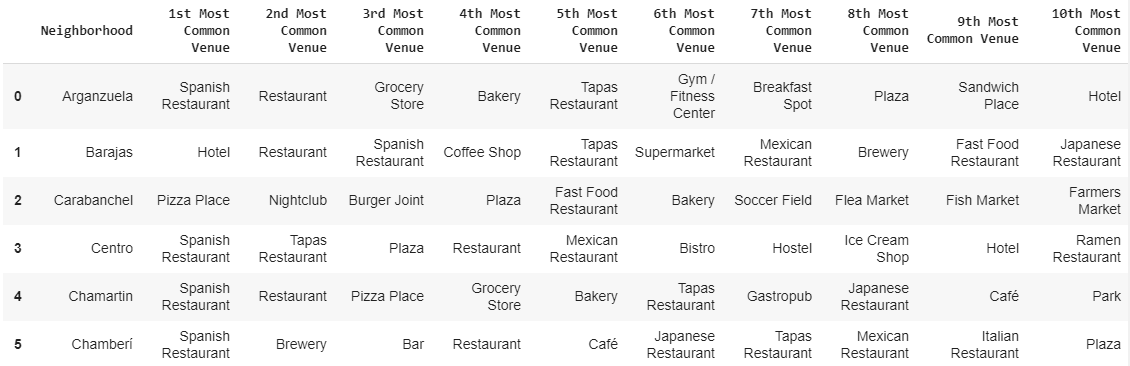 Neighborhood 1st Most Common Venue 2nd Most Common Venue 3rd Most Common Venue 4th Most Common Venue 5th Most Common Venue 6th Most Common Venue 7th Most Common Venue 8th Most Common Venue 9th Most Common Venue 10th Most Common Venue
0 Arganzuela Spanish Restaurant Restaurant Grocery Store Bakery Tapas Restaurant Gym / Fitness Center Breakfast Spot Plaza Sandwich Place Hotel
1 Barajas Hotel Restaurant Spanish Restaurant Coffee Shop Tapas Restaurant Supermarket Mexican Restaurant Brewery Fast Food Restaurant Japanese Restaurant
2 Carabanchel Pizza Place Nightclub Burger Joint Plaza Fast Food Restaurant Bakery Soccer Field Flea Market Fish Market Farmers Market
3 Centro Spanish Restaurant Tapas Restaurant Plaza Restaurant Mexican Restaurant Bistro Hostel Ice Cream Shop Hotel Ramen Restaurant
4 Chamartin Spanish Restaurant Restaurant Pizza Place Grocery Store Bakery Tapas Restaurant Gastropub Japanese Restaurant Café Park
5 Chamberí Spanish Restaurant Brewery Bar Restaurant Café Japanese Restaurant Tapas Restaurant Mexican Restaurant Italian Restaurant Plaza